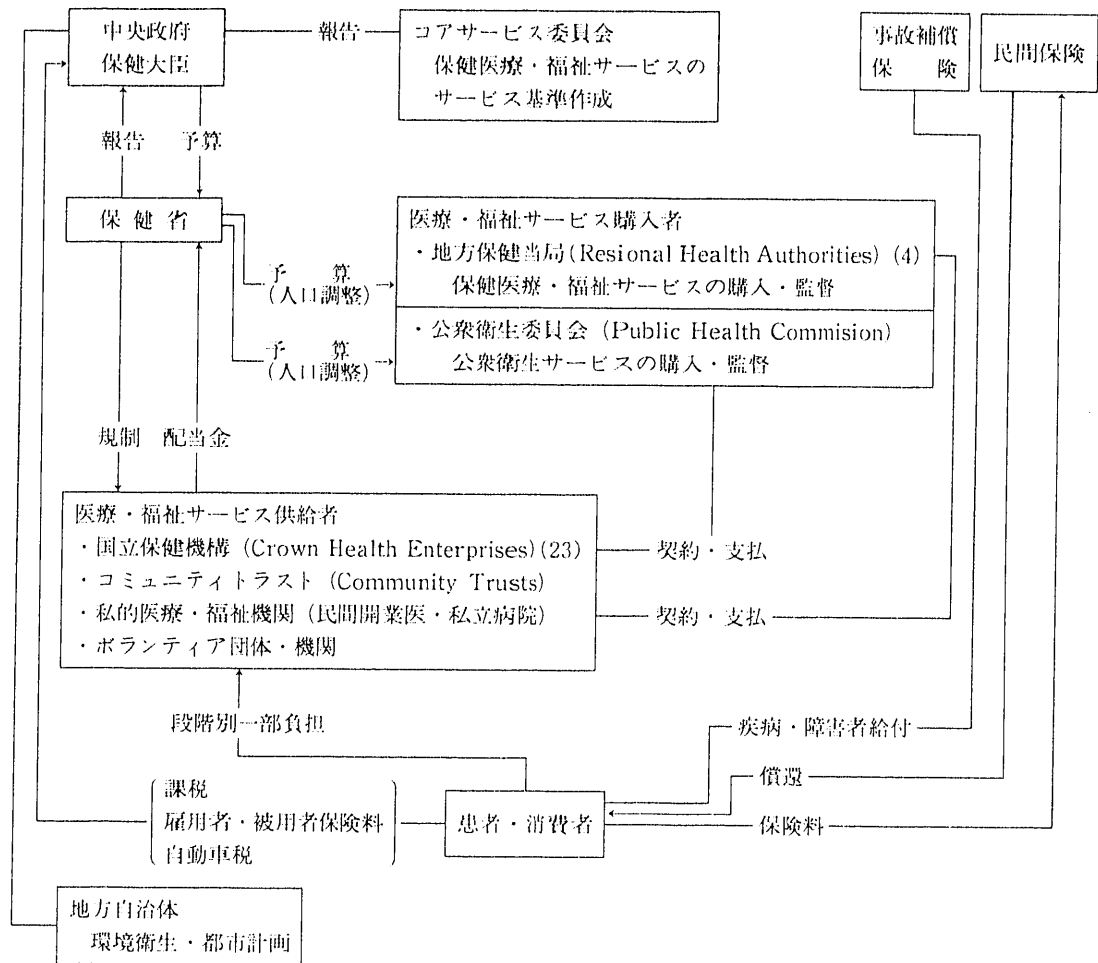 中央政府
保健大臣
報告
コアサービス委員会
保健医療・福祉サービスの
サービス基準作成
事故補償
保 険
民間保険
報告 予算
保 健 省
医療・福祉サービス購入者
・地方保健当局(Resional Health Authorities) (4)
保健医療・福祉サービスの購入・監督
予 算
(人口調整)
・公衆衛生委員会 (Public Health Commision)
公衆衛生サービスの購入・監督
予 算
(人口調整)
規制 配当金
医療・福祉サービス供給者
・国立保健機構 (Crown Health Enterprises)(23)
・コミュニティトラスト (Community Trusts)
・私的医療・福祉機関 (民間開業医・私立病院)
・ボランティア団体・機関
契約・支払
契約・支払
段階別一部負担
疾病・障害者給付
償還
保険料
課税
雇用者・被用者保険料
自動車税
患者・消費者
地方自治体
環境衛生・都市計画